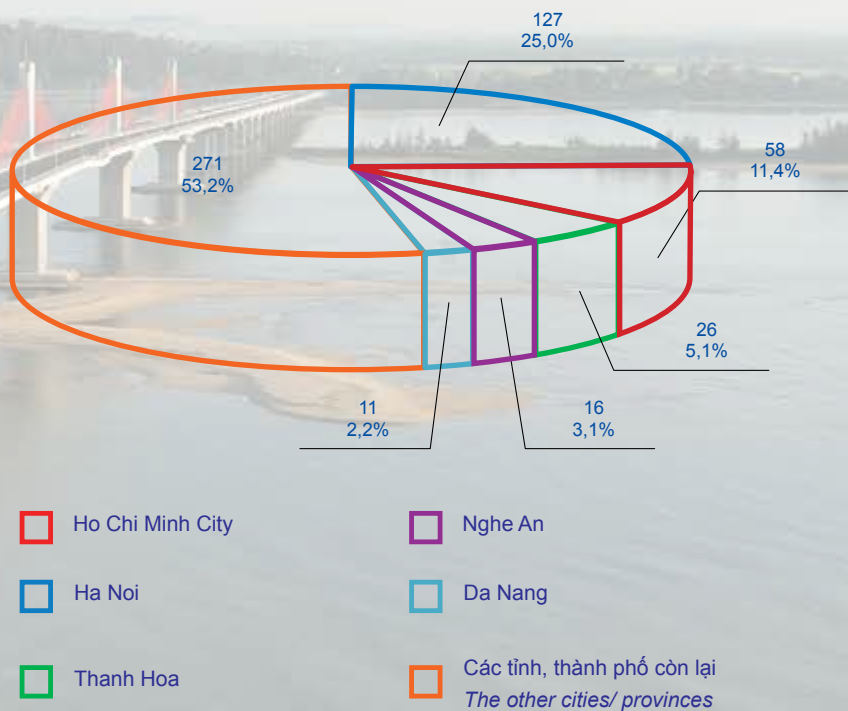 127
25,0%
58
11,4%
271
53,2%
26
5,1%
11
2,2%
16
3,1%
Ho Chi Minh City
Nghe An
Ha Noi
Da Nang
Thanh Hoa
Các tỉnh, thành phố còn lại
The other cities/ provinces